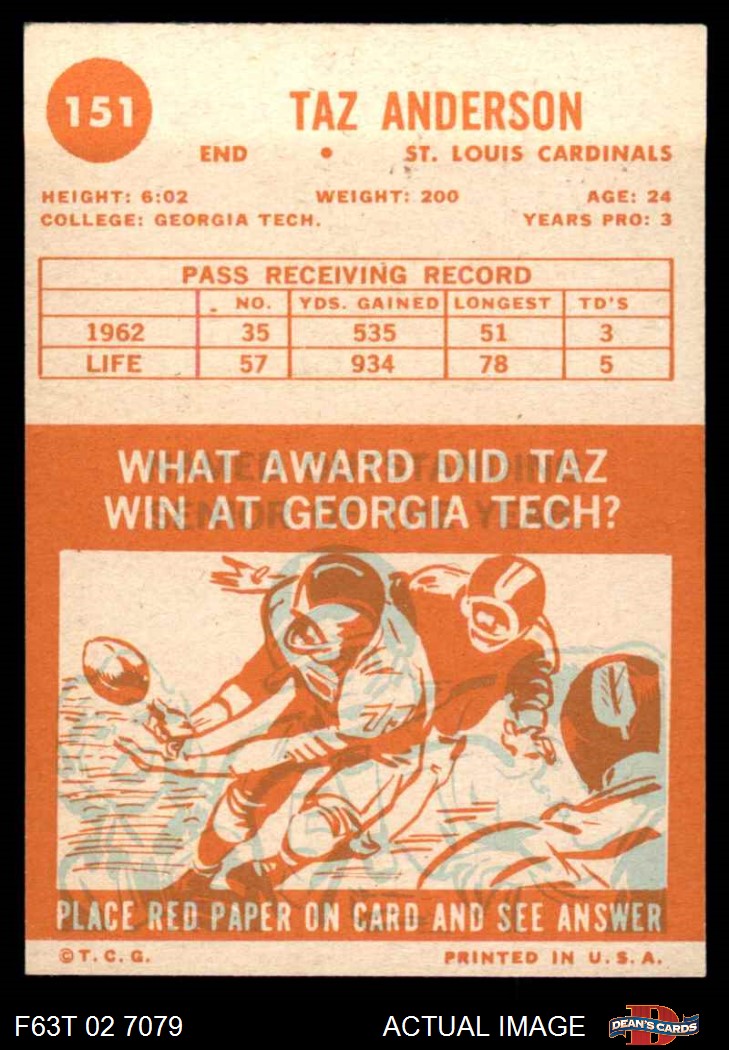 151
TAZ ANDERSON
END • ST. LOUIS CARDINALS
HEIGHT: 6:02 WEIGHT: 200 AGE: 24
COLLEGE: GEORGIA TECH. YEARS PRO: 3
PASS RECEIVING RECORD
NO. YDS. GAINED LONGEST TD'S
1962 35 535 51 3
LIFE 57 934 78 5
WHAT AWARD DID TAZ
WIN AT GEORGIA TECH?
PLACE RED PAPER ON CARD AND SEE ANSWER
©T.C.G. PRINTED IN U.S.A.
F63T 02 7079 ACTUAL IMAGE DEAN'S CARDS